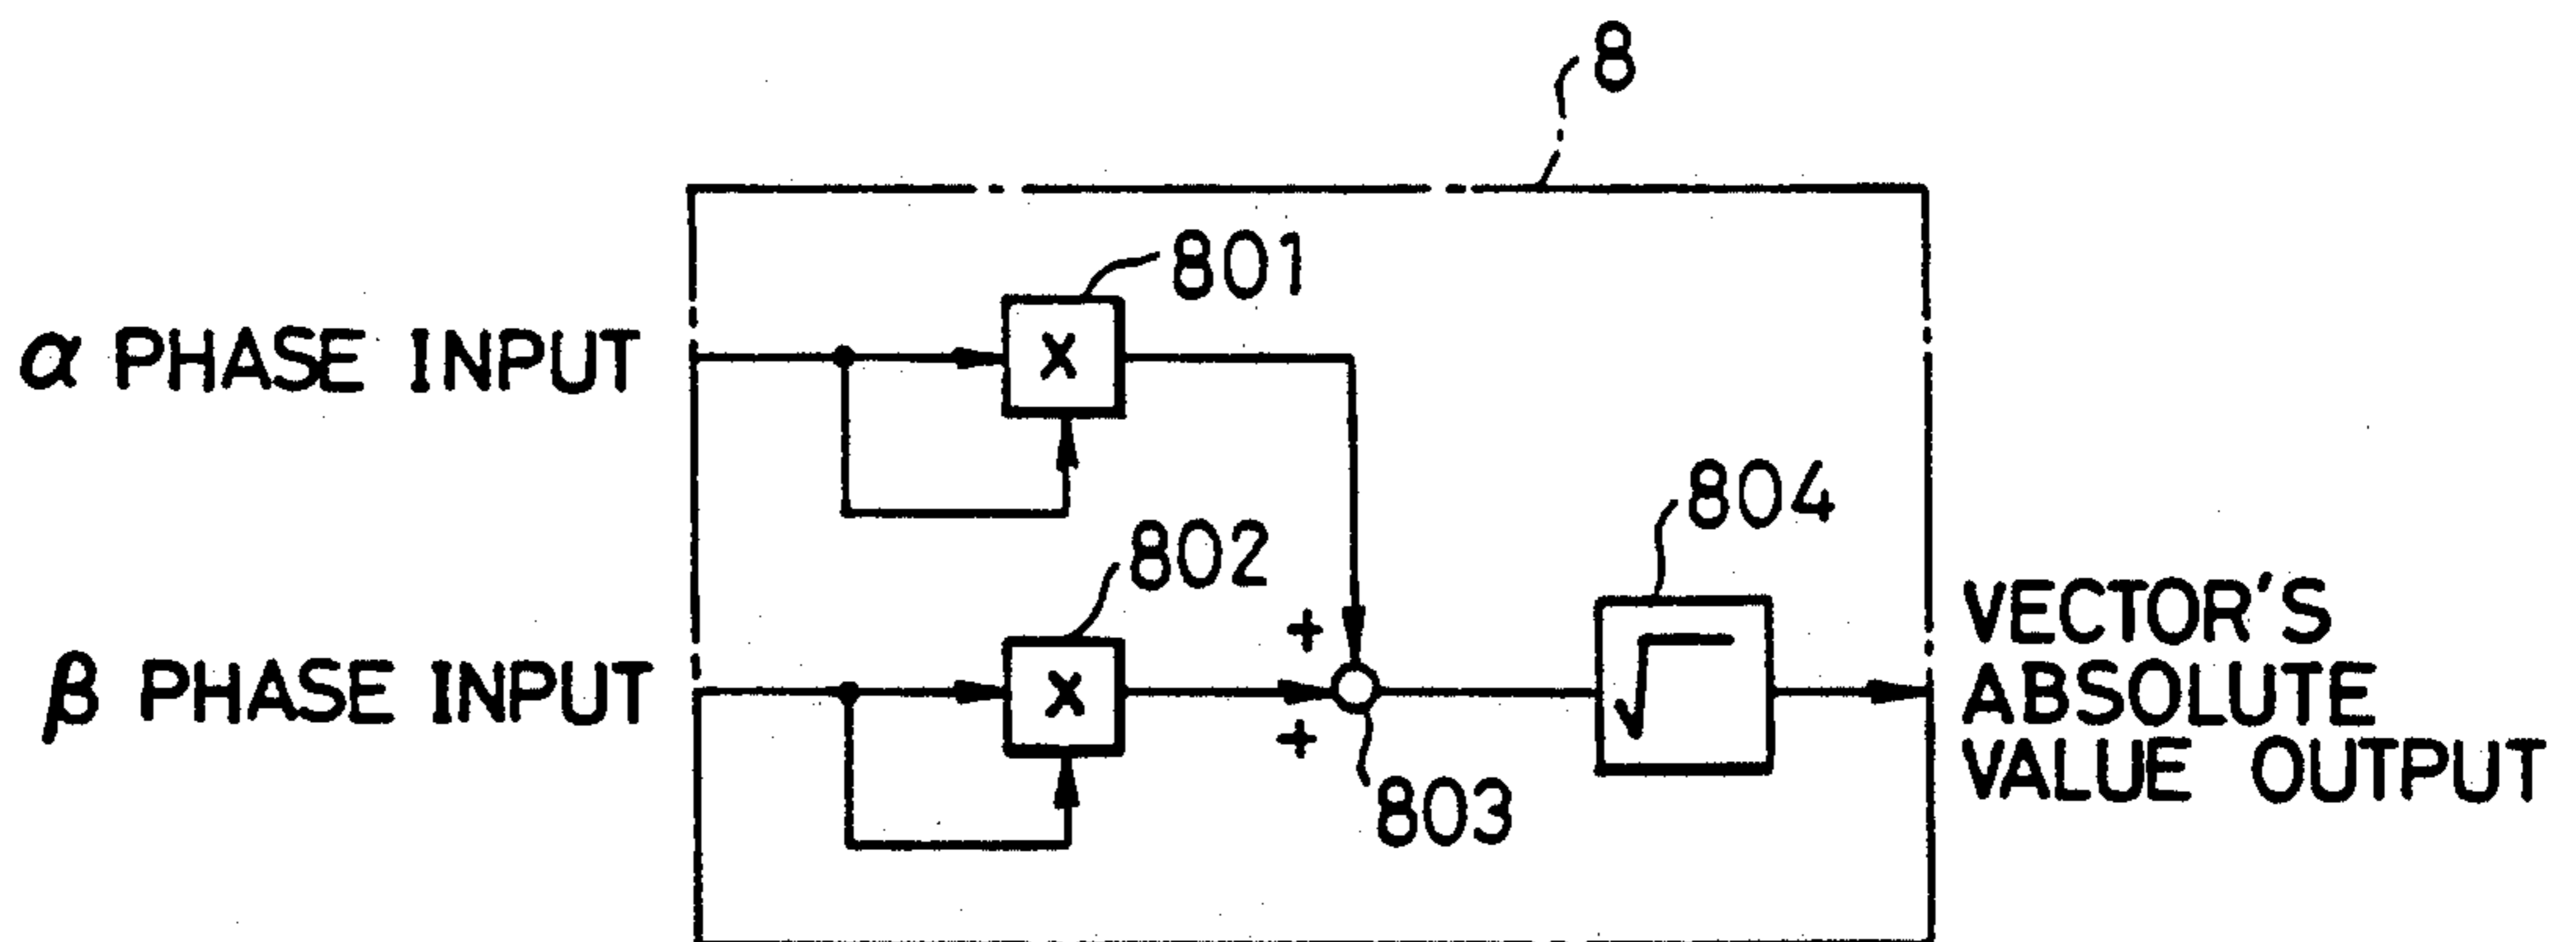 8
801
α PHASE INPUT
X
804
802
+
VECTOR'S
β PHASE INPUT
X
√
ABSOLUTE
+
VALUE OUTPUT
803